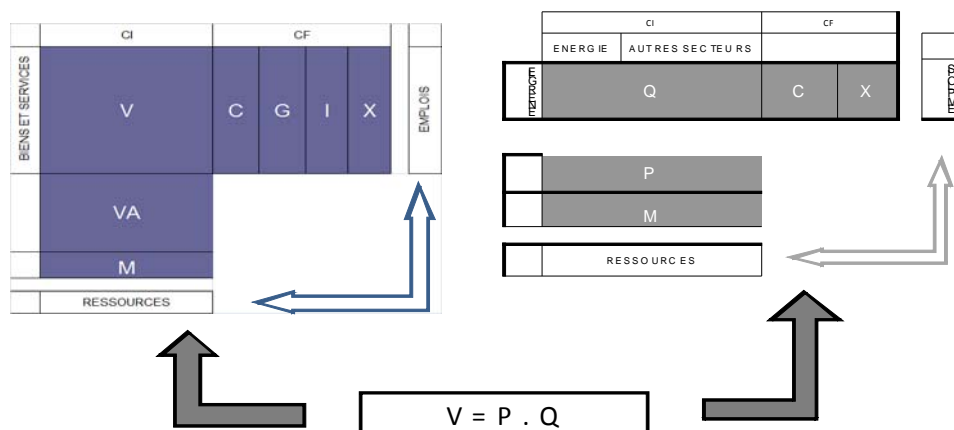 CI CF
BIENS ET SERVICES
V C G I X
EMPLOIS
VA
M
RESSOURCES
CI CF
ENERGIE AUTRES SECTEURS
Q C X
P
M
RESSOURCES
V = P . Q